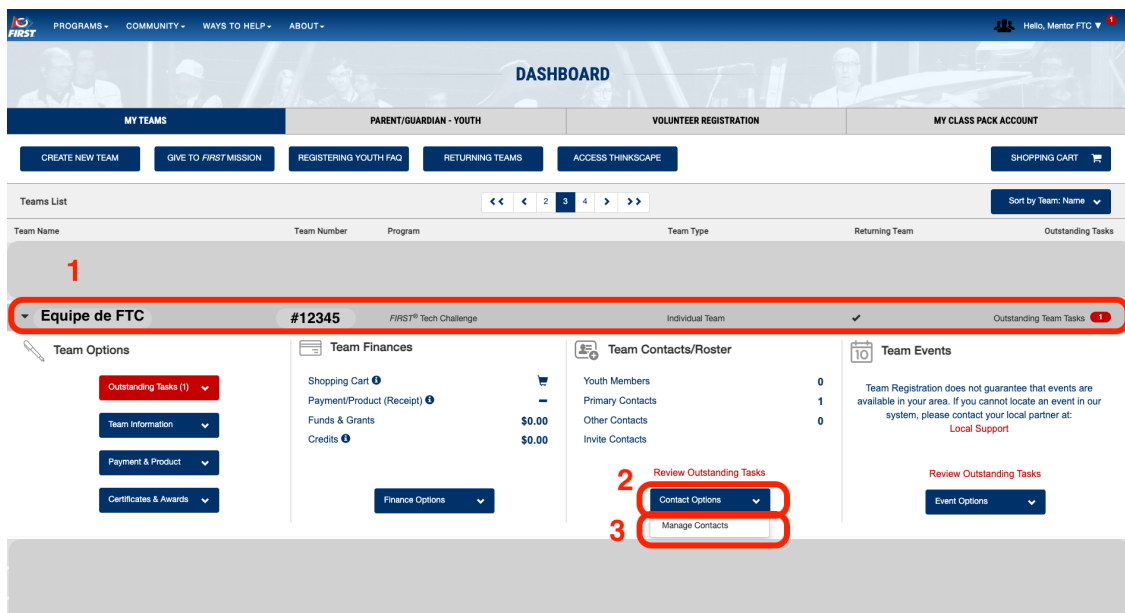 FIRST PROGRAMS COMMUNITY WAYS TO HELP ABOUT Hello, Mentor FTC ▼ 1
DASHBOARD
MY TEAMS PARENT/GUARDIAN - YOUTH VOLUNTEER REGISTRATION MY CLASS PACK ACCOUNT
CREATE NEW TEAM GIVE TO FIRST MISSION REGISTERING YOUTH FAQ RETURNING TEAMS ACCESS THINKSCAPE SHOPPING CART
Teams List << < 2 3 4 > >> Sort by Team: Name
Team Name Team Number Program Team Type Returning Team Outstanding Tasks
1
Equipe de FTC #12345 FIRST® Tech Challenge Individual Team ✔ Outstanding Team Tasks 1
Team Options
Outstanding Tasks (1)
Team Information
Payment & Product
Certificates & Awards
Team Finances
Shopping Cart
Payment/Product (Receipt) –
Funds & Grants $0.00
Credits $0.00
Finance Options
Team Contacts/Roster
Youth Members 0
Primary Contacts 1
Other Contacts 0
Invite Contacts
Review Outstanding Tasks
2 Contact Options
3 Manage Contacts
10 Team Events
Team Registration does not guarantee that events are
available in your area. If you cannot locate an event in our
system, please contact your local partner at:
Local Support
Review Outstanding Tasks
Event Options